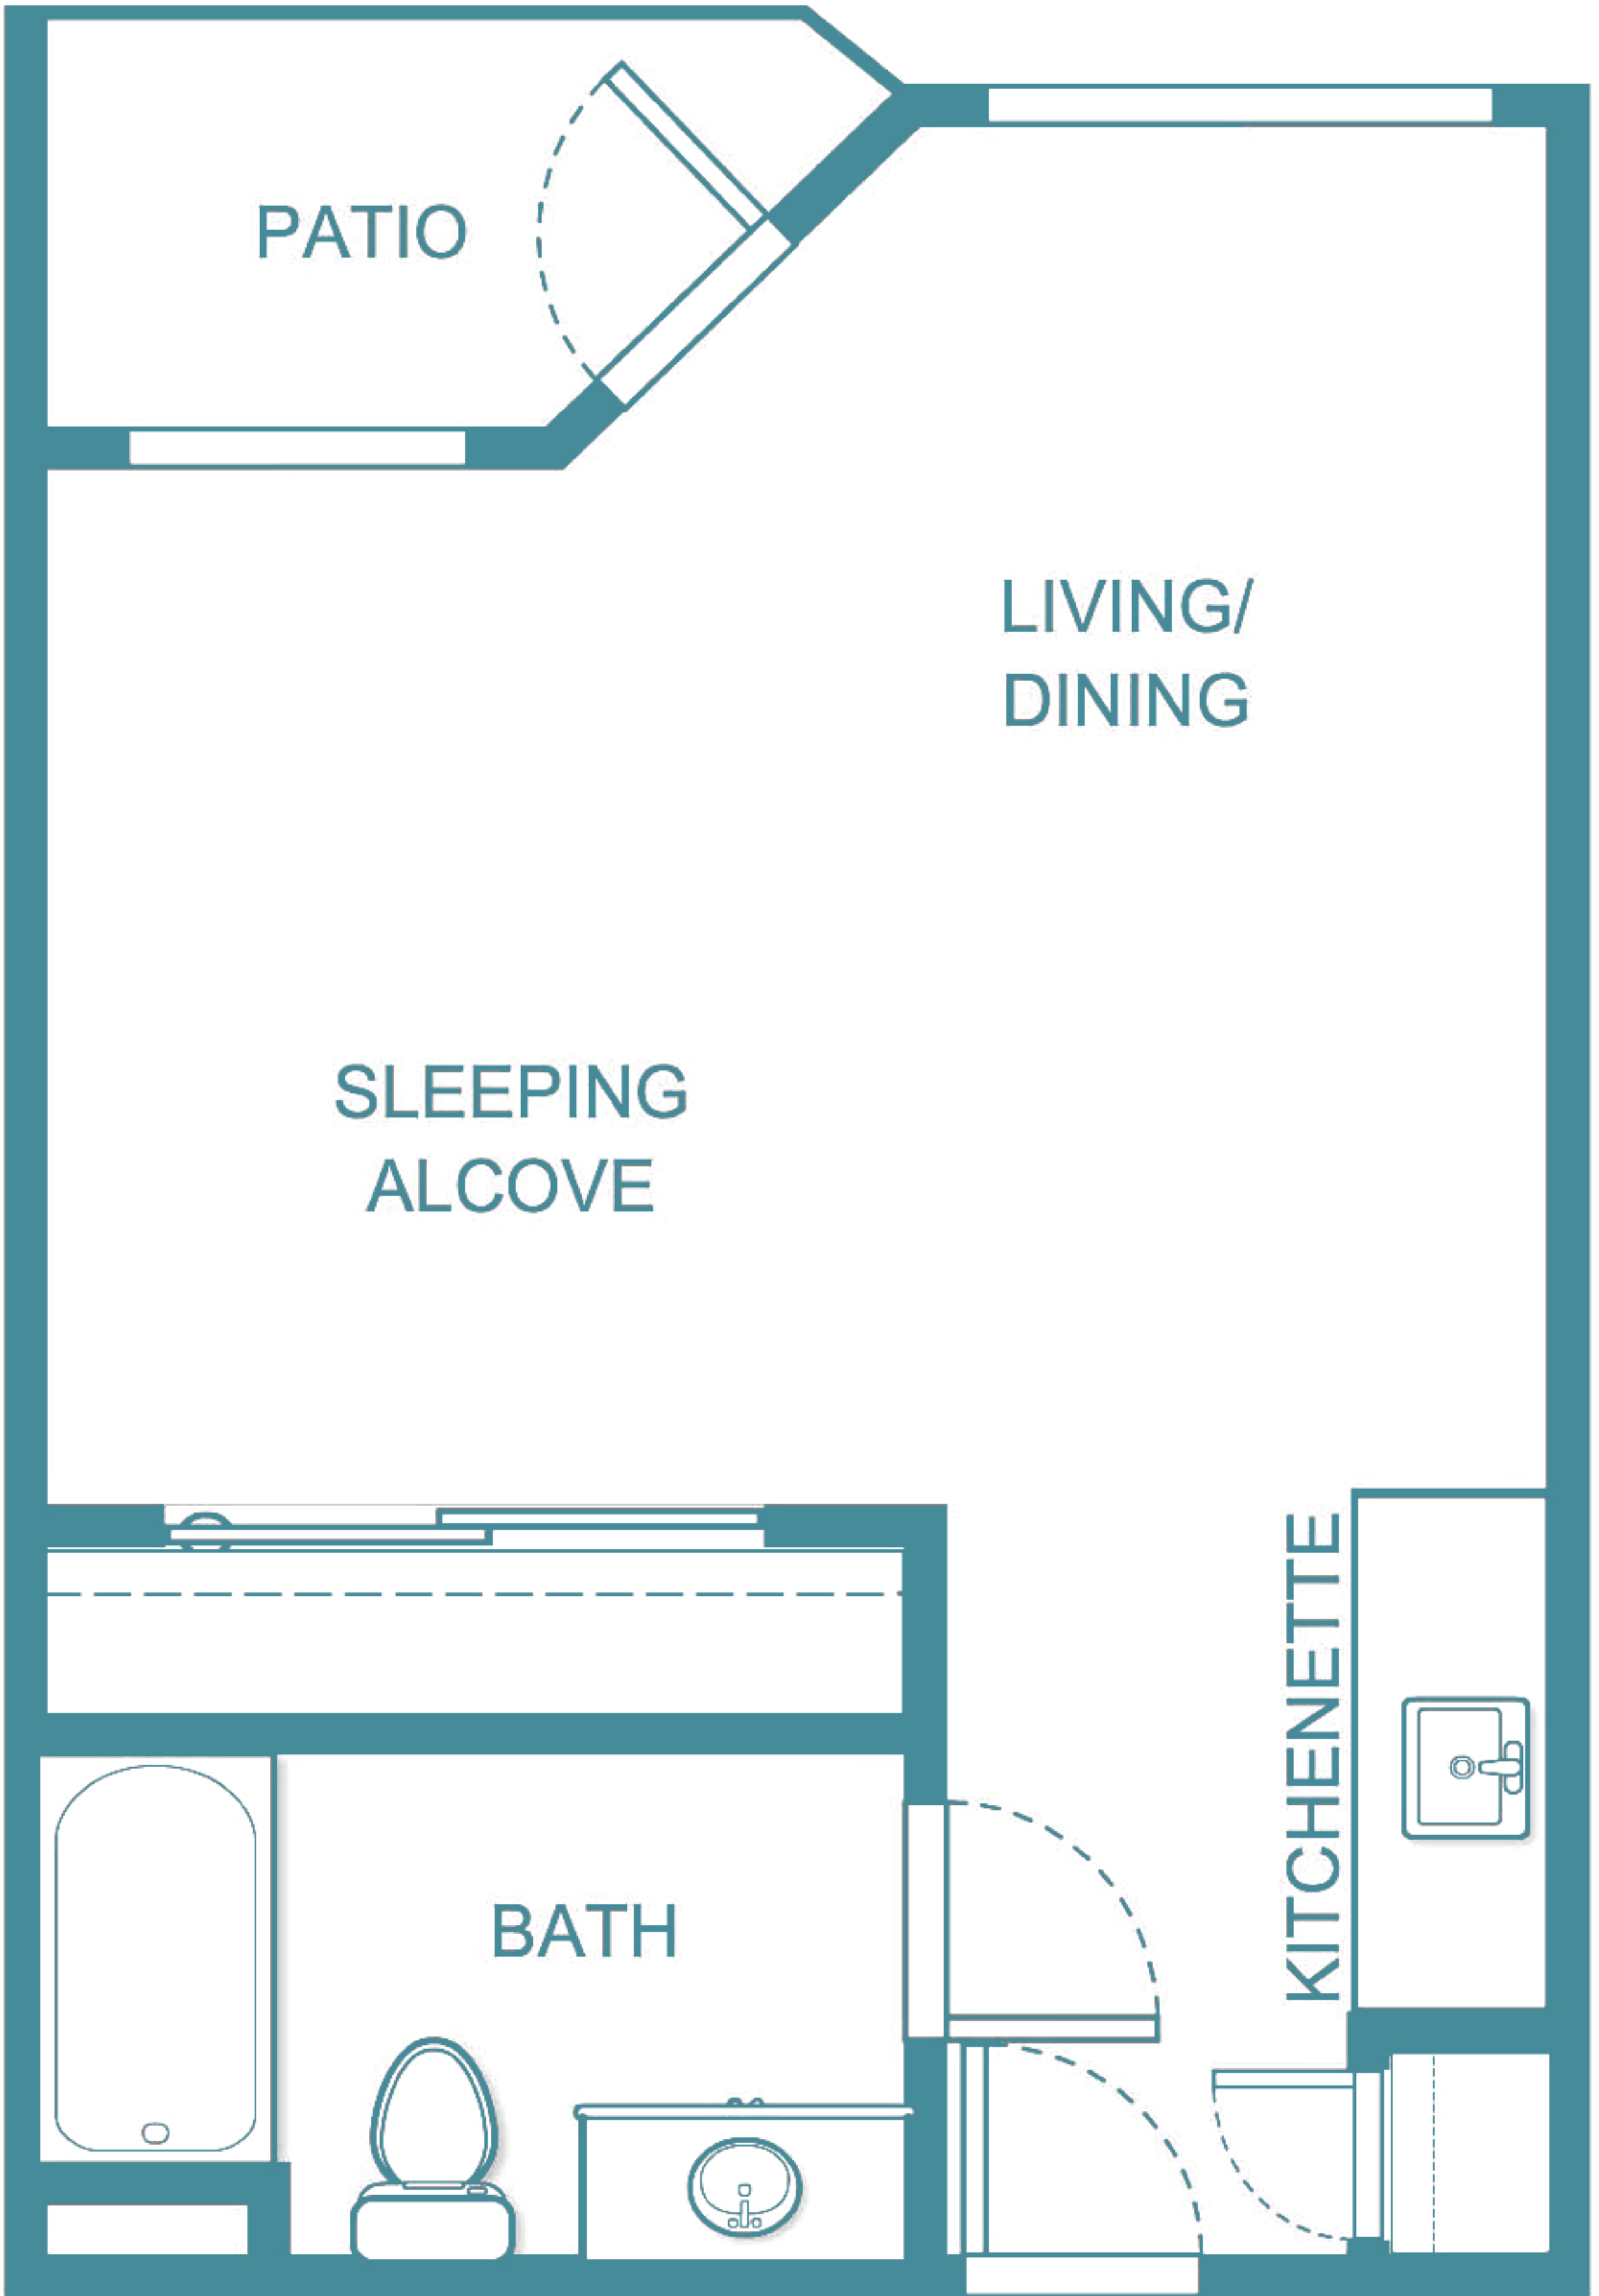 PATIO
LIVING/
DINING
SLEEPING
ALCOVE
KITCHENETTE
BATH